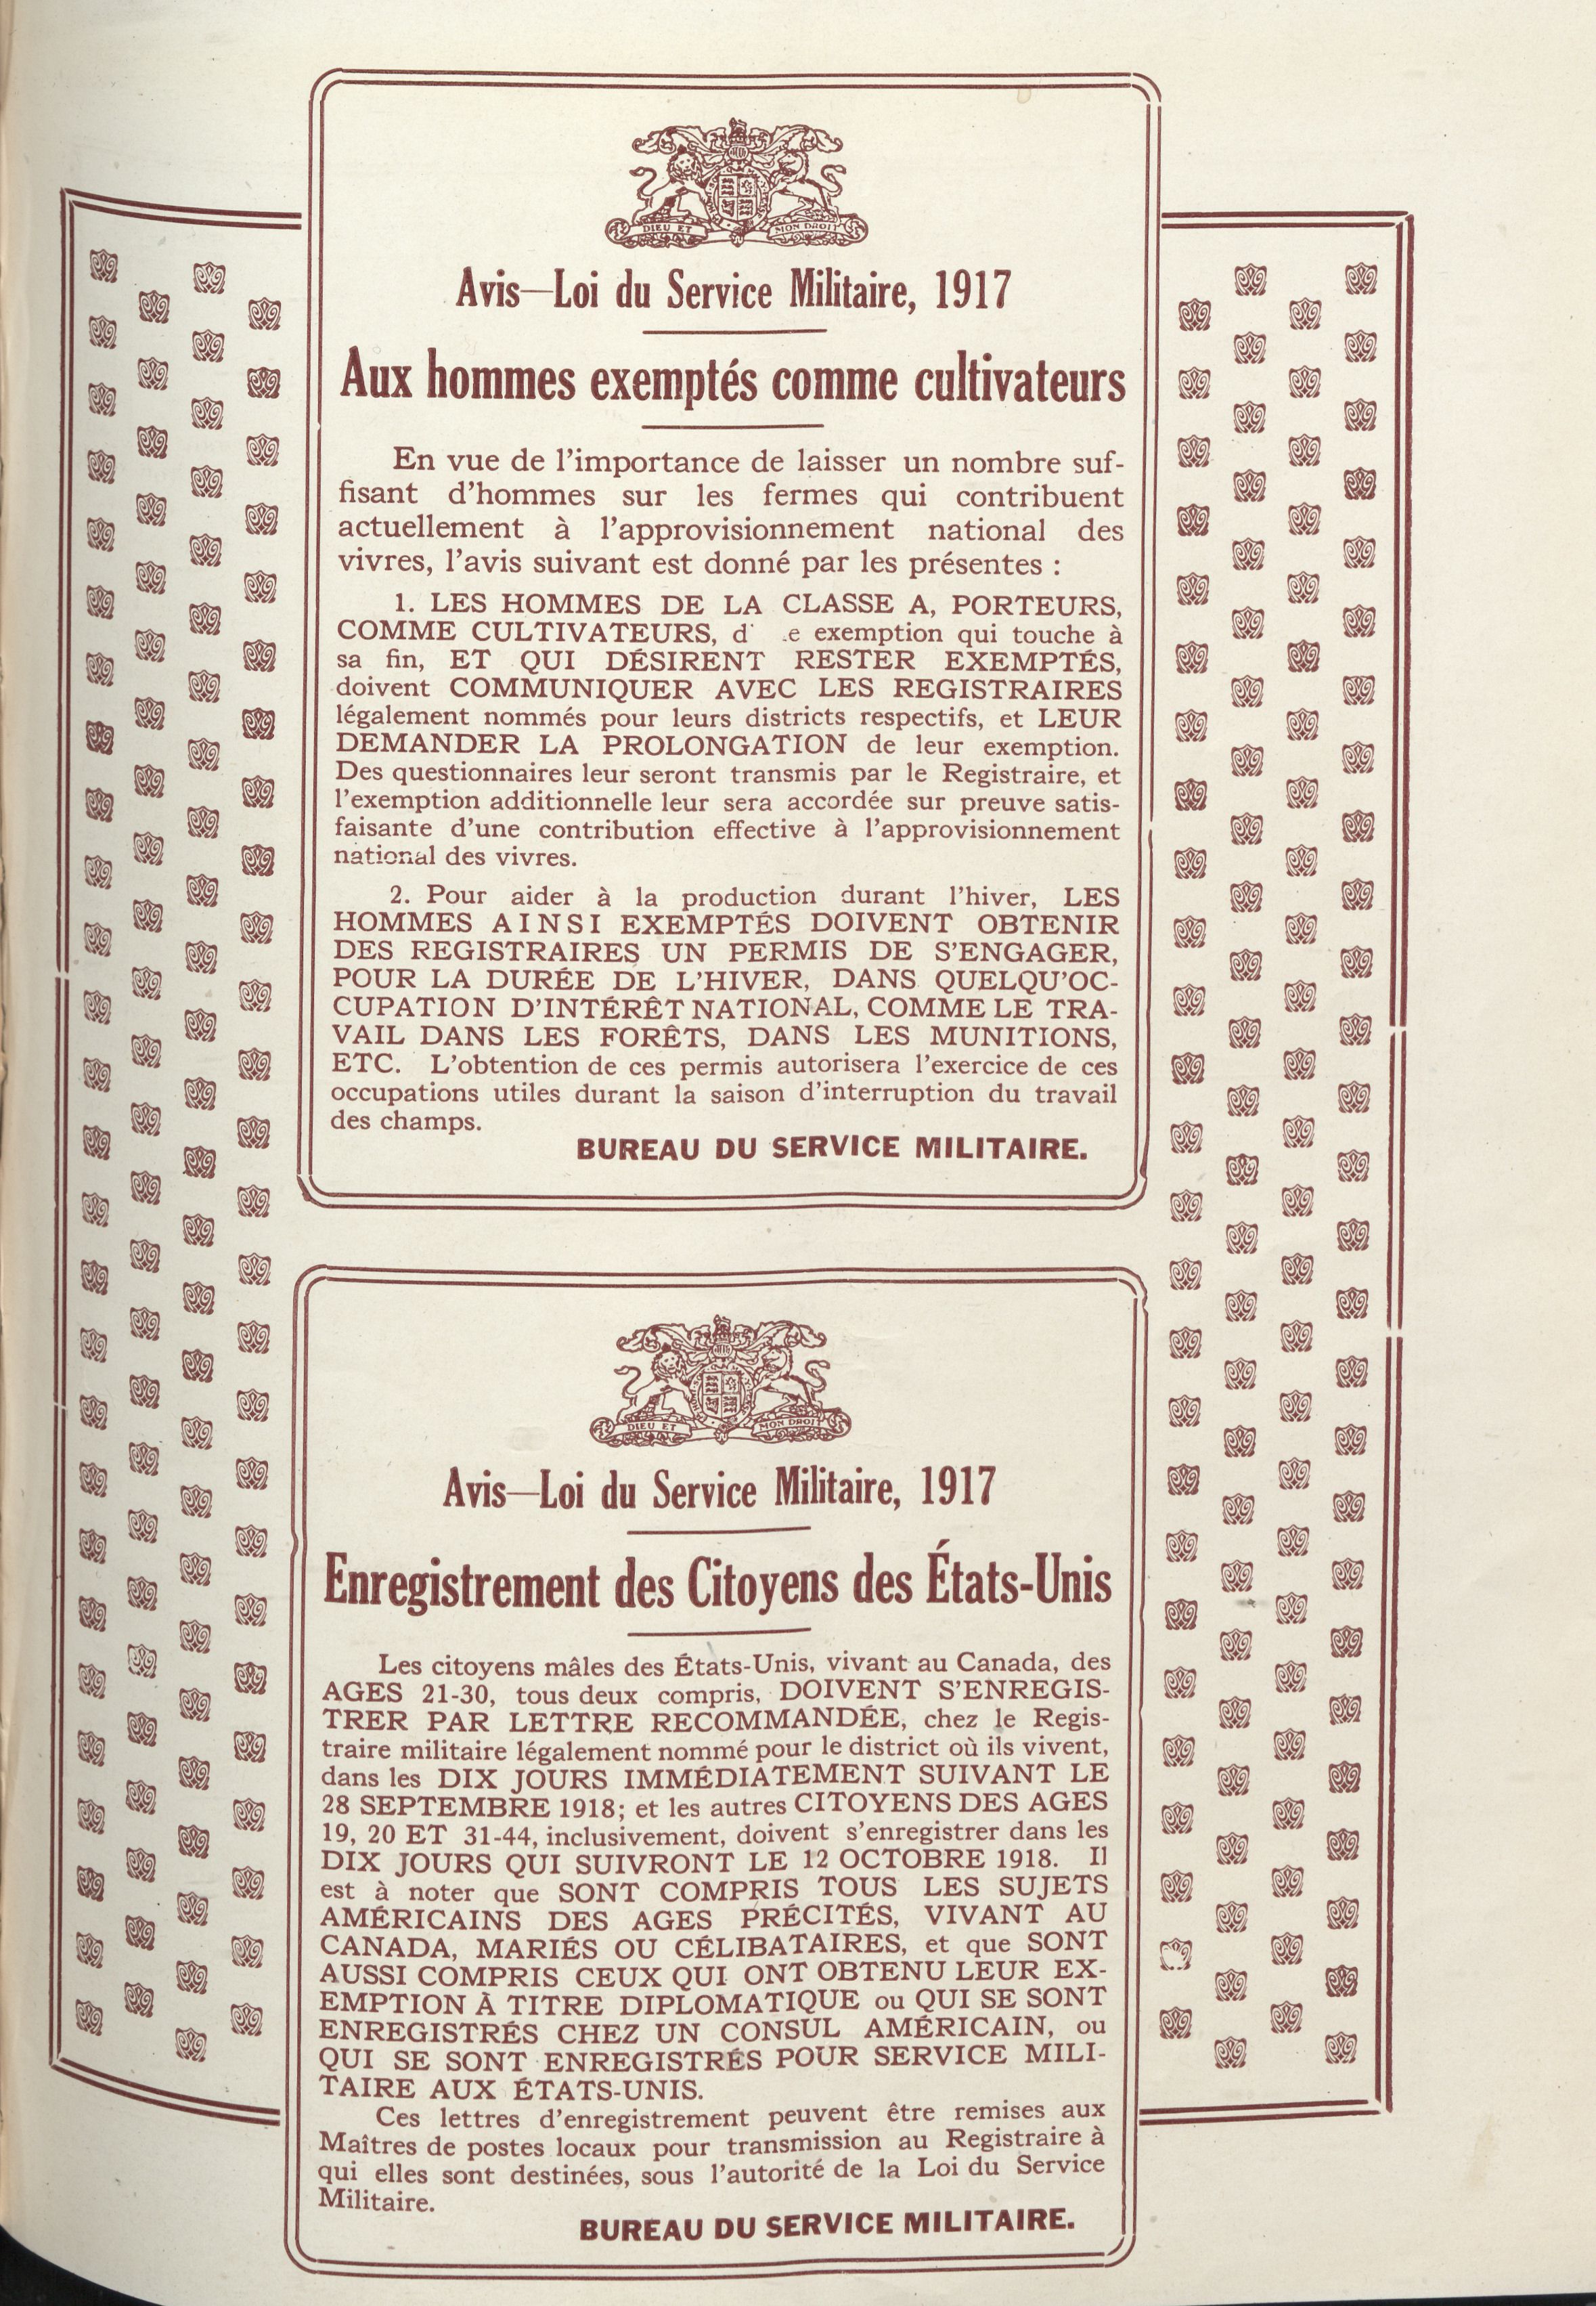 DIEU ET MON DROIT
Avis—Loi du Service Militaire, 1917
Aux hommes exemptés comme cultivateurs
En vue de l'importance de laisser un nombre suf-
fisant d'hommes sur les fermes qui contribuent
actuellement à l'approvisionnement national des
vivres, l'avis suivant est donné par les présentes :
1. LES HOMMES DE LA CLASSE A, PORTEURS,
COMME CULTIVATEURS, d' e exemption qui touche à
sa fin, ET QUI DÉSIRENT RESTER EXEMPTÉS,
doivent COMMUNIQUER AVEC LES REGISTRAIRES
légalement nommés pour leurs districts respectifs, et LEUR
DEMANDER LA PROLONGATION de leur exemption.
Des questionnaires leur seront transmis par le Registraire, et
l'exemption additionnelle leur sera accordée sur preuve satis-
faisante d'une contribution effective à l'approvisionnement
national des vivres.
2. Pour aider à la production durant l'hiver, LES
HOMMES AINSI EXEMPTÉS DOIVENT OBTENIR
DES REGISTRAIRES UN PERMIS DE S'ENGAGER,
POUR LA DURÉE DE L'HIVER, DANS QUELQU'OC-
CUPATION D'INTÉRÊT NATIONAL, COMME LE TRA-
VAIL DANS LES FORÊTS, DANS LES MUNITIONS,
ETC. L'obtention de ces permis autorisera l'exercice de ces
occupations utiles durant la saison d'interruption du travail
des champs.
BUREAU DU SERVICE MILITAIRE.
DIEU ET MON DROIT
Avis—Loi du Service Militaire, 1917
Enregistrement des Citoyens des États-Unis
Les citoyens mâles des États-Unis, vivant au Canada, des
AGES 21-30, tous deux compris, DOIVENT S'ENREGIS-
TRER PAR LETTRE RECOMMANDÉE, chez le Regis-
traire militaire légalement nommé pour le district où ils vivent,
dans les DIX JOURS IMMÉDIATEMENT SUIVANT LE
28 SEPTEMBRE 1918; et les autres CITOYENS DES AGES
19, 20 ET 31-44, inclusivement, doivent s'enregistrer dans les
DIX JOURS QUI SUIVRONT LE 12 OCTOBRE 1918. Il
est à noter que SONT COMPRIS TOUS LES SUJETS
AMÉRICAINS DES AGES PRÉCITÉS, VIVANT AU
CANADA, MARIÉS OU CÉLIBATAIRES, et que SONT
AUSSI COMPRIS CEUX QUI ONT OBTENU LEUR EX-
EMPTION À TITRE DIPLOMATIQUE ou QUI SE SONT
ENREGISTRÉS CHEZ UN CONSUL AMÉRICAIN, ou
QUI SE SONT ENREGISTRÉS POUR SERVICE MILI-
TAIRE AUX ÉTATS-UNIS.
Ces lettres d'enregistrement peuvent être remises aux
Maîtres de postes locaux pour transmission au Registraire à
qui elles sont destinées, sous l'autorité de la Loi du Service
Militaire.
BUREAU DU SERVICE MILITAIRE.